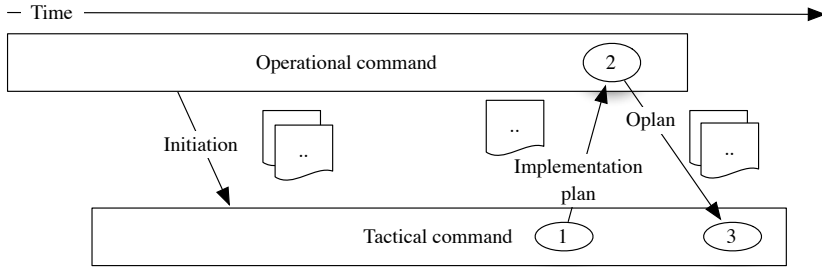 Time
Operational command
2
Initiation
..
..
Oplan
..
Implementation
plan
Tactical command
1
3